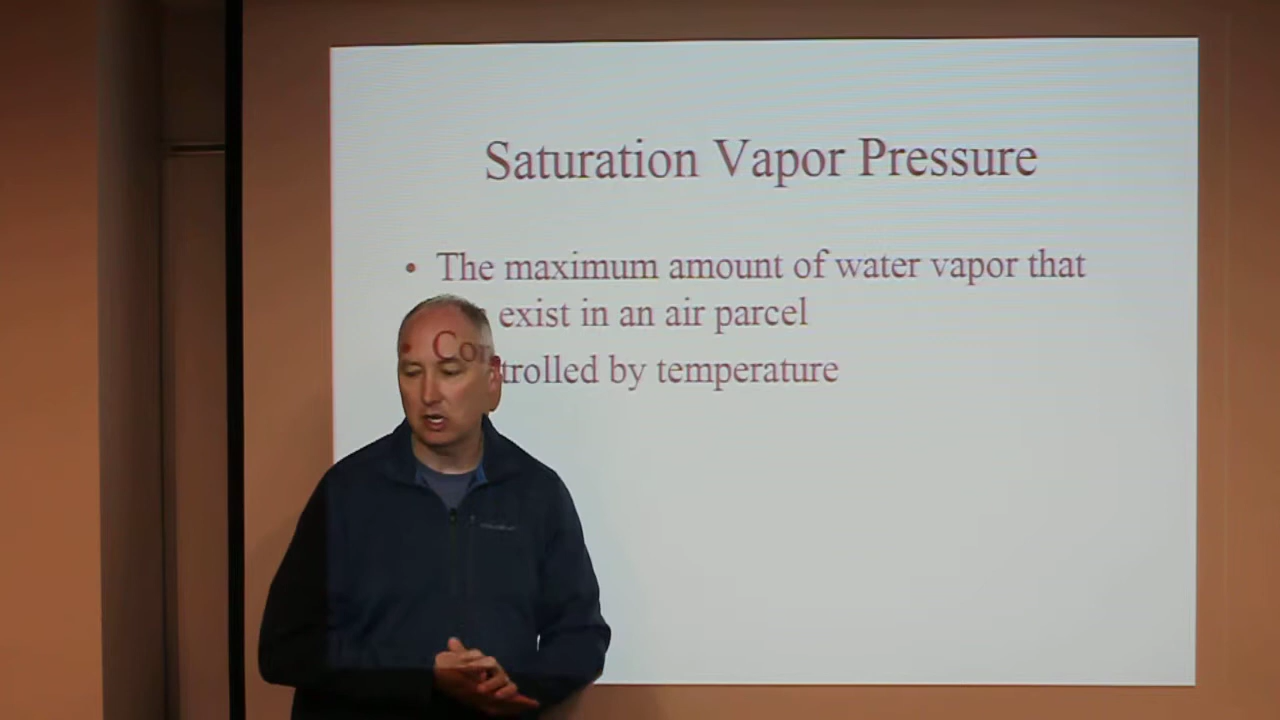 Saturation Vapor Pressure
• The maximum amount of water vapor that
exist in an air parcel
• Controlled by temperature